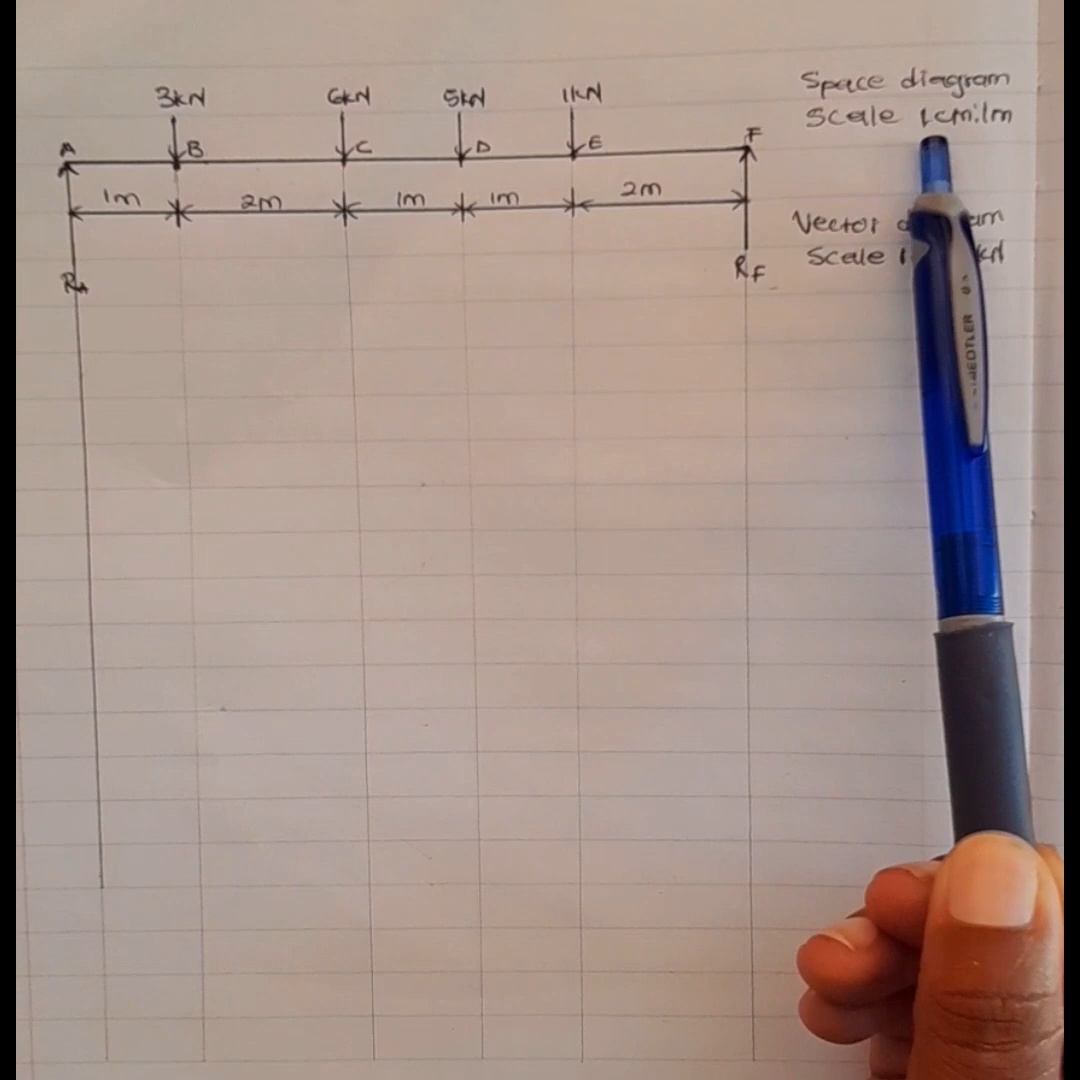 3kN 6kN 5kN 1kN
Space diagram
Scale 1cm:1m
A B C D E F
1m 2m 1m 1m 2m
Vector
Scale
RA RF